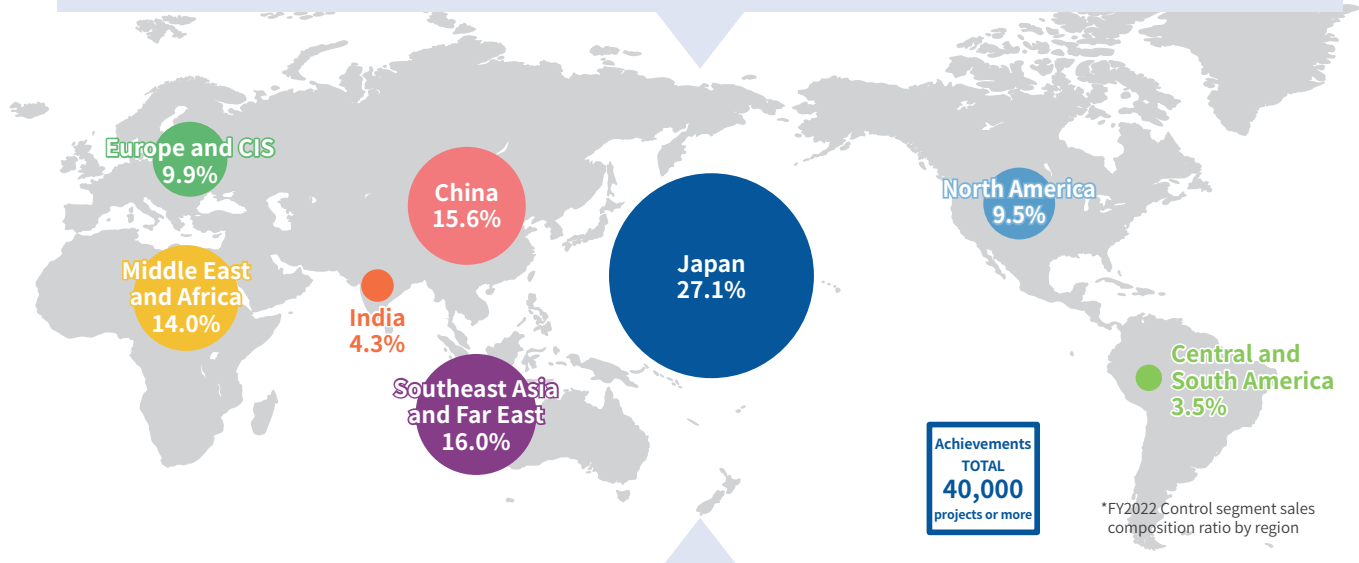 Europe and CIS
9.9%
China
15.6%
North America
9.5%
Japan
27.1%
Middle East
and Africa
14.0%
India
4.3%
Southeast Asia
and Far East
16.0%
Central and
South America
3.5%
Achievements
TOTAL
40,000
projects or more
*FY2022 Control segment sales
composition ratio by region